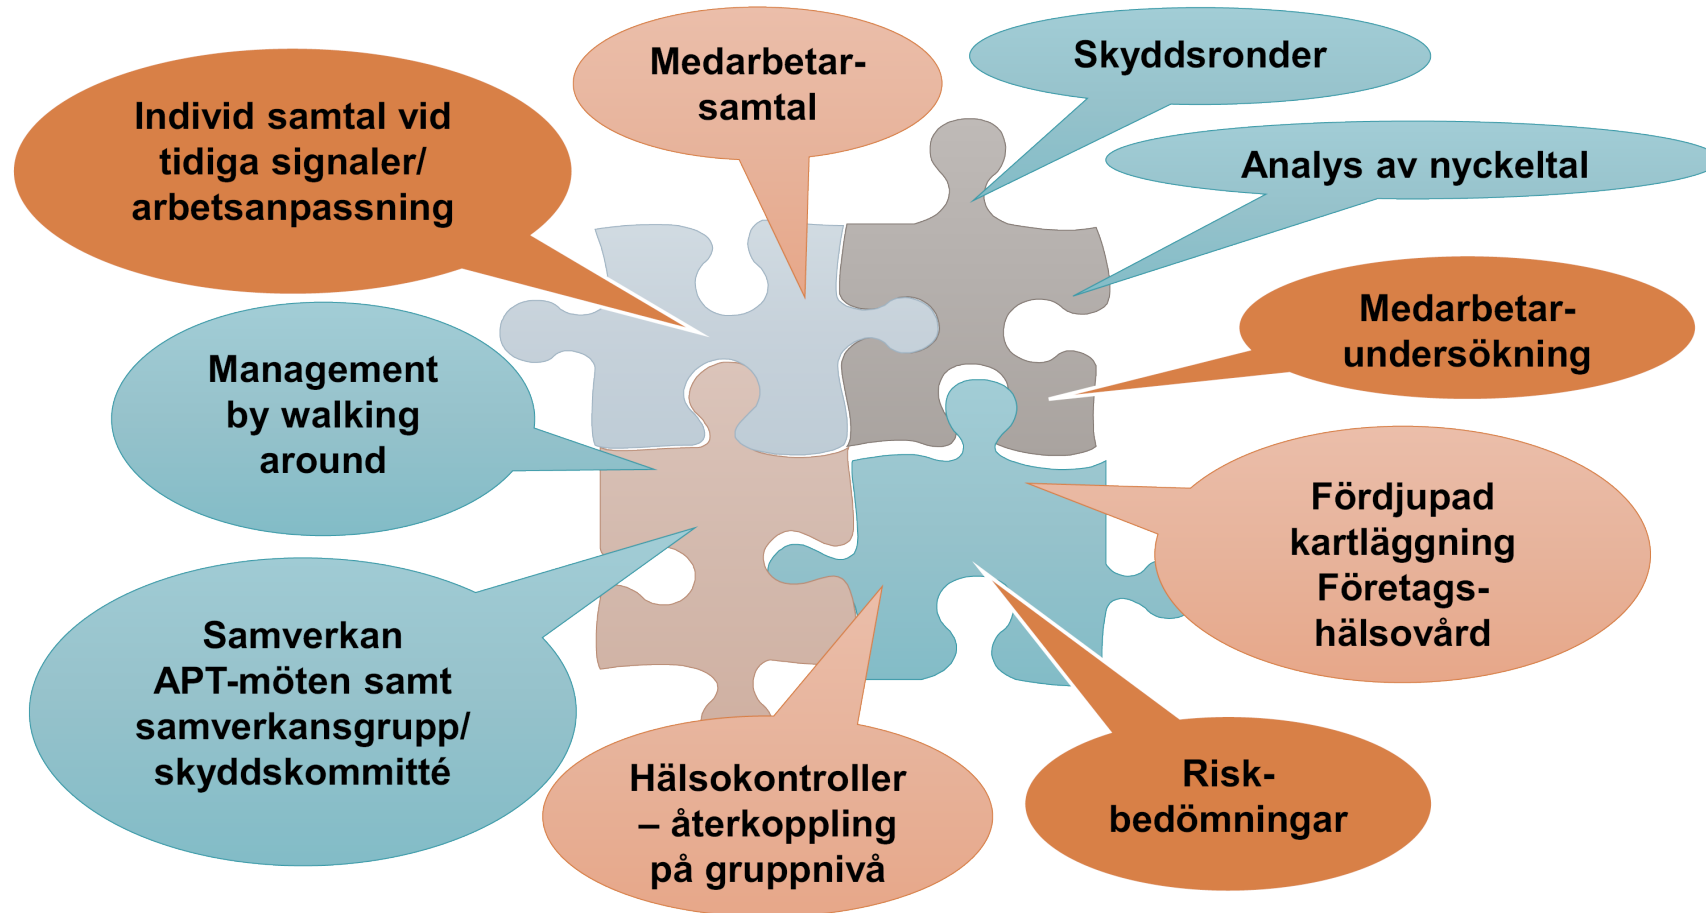 Individ samtal vid
tidiga signaler/
arbetsanpassning
Medarbetar-
samtal
Skyddsronder
Analys av nyckeltal
Medarbetar-
undersökning
Management
by walking
around
Fördjupad
kartläggning
Företags-
hälsovård
Samverkan
APT-möten samt
samverkansgrupp/
skyddskommitté
Hälsokontroller
– återkoppling
på gruppnivå
Risk-
bedömningar